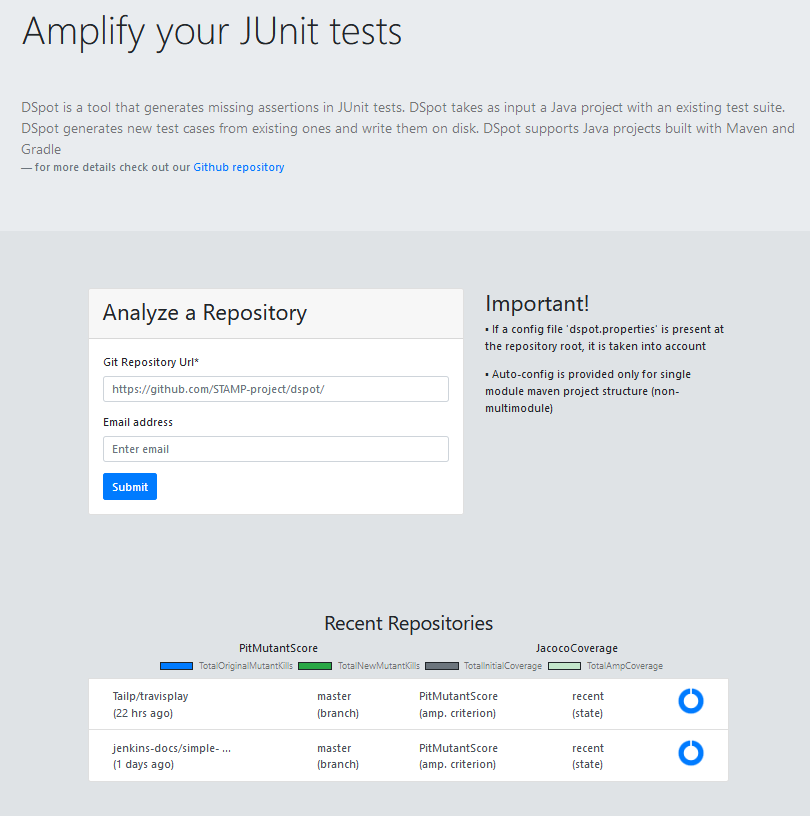 Amplify your JUnit tests
DSpot is a tool that generates missing assertions in JUnit tests. DSpot takes as input a Java project with an existing test suite.
DSpot generates new test cases from existing ones and write them on disk. DSpot supports Java projects built with Maven and
Gradle
— for more details check out our Github repository
Analyze a Repository
Git Repository Url*
https://github.com/STAMP-project/dspot/
Email address
Enter email
Submit
Important!
• If a config file 'dspot.properties' is present at
the repository root, it is taken into account
• Auto-config is provided only for single
module maven project structure (non-
multimodule)
Recent Repositories
PitMutantScore JacocoCoverage
TotalOriginalMutantKills TotalNewMutantKills TotalInitialCoverage TotalAmpCoverage
Tailp/travisplay master PitMutantScore recent
(22 hrs ago) (branch) (amp. criterion) (state)
jenkins-docs/simple- ... master PitMutantScore recent
(1 days ago) (branch) (amp. criterion) (state)